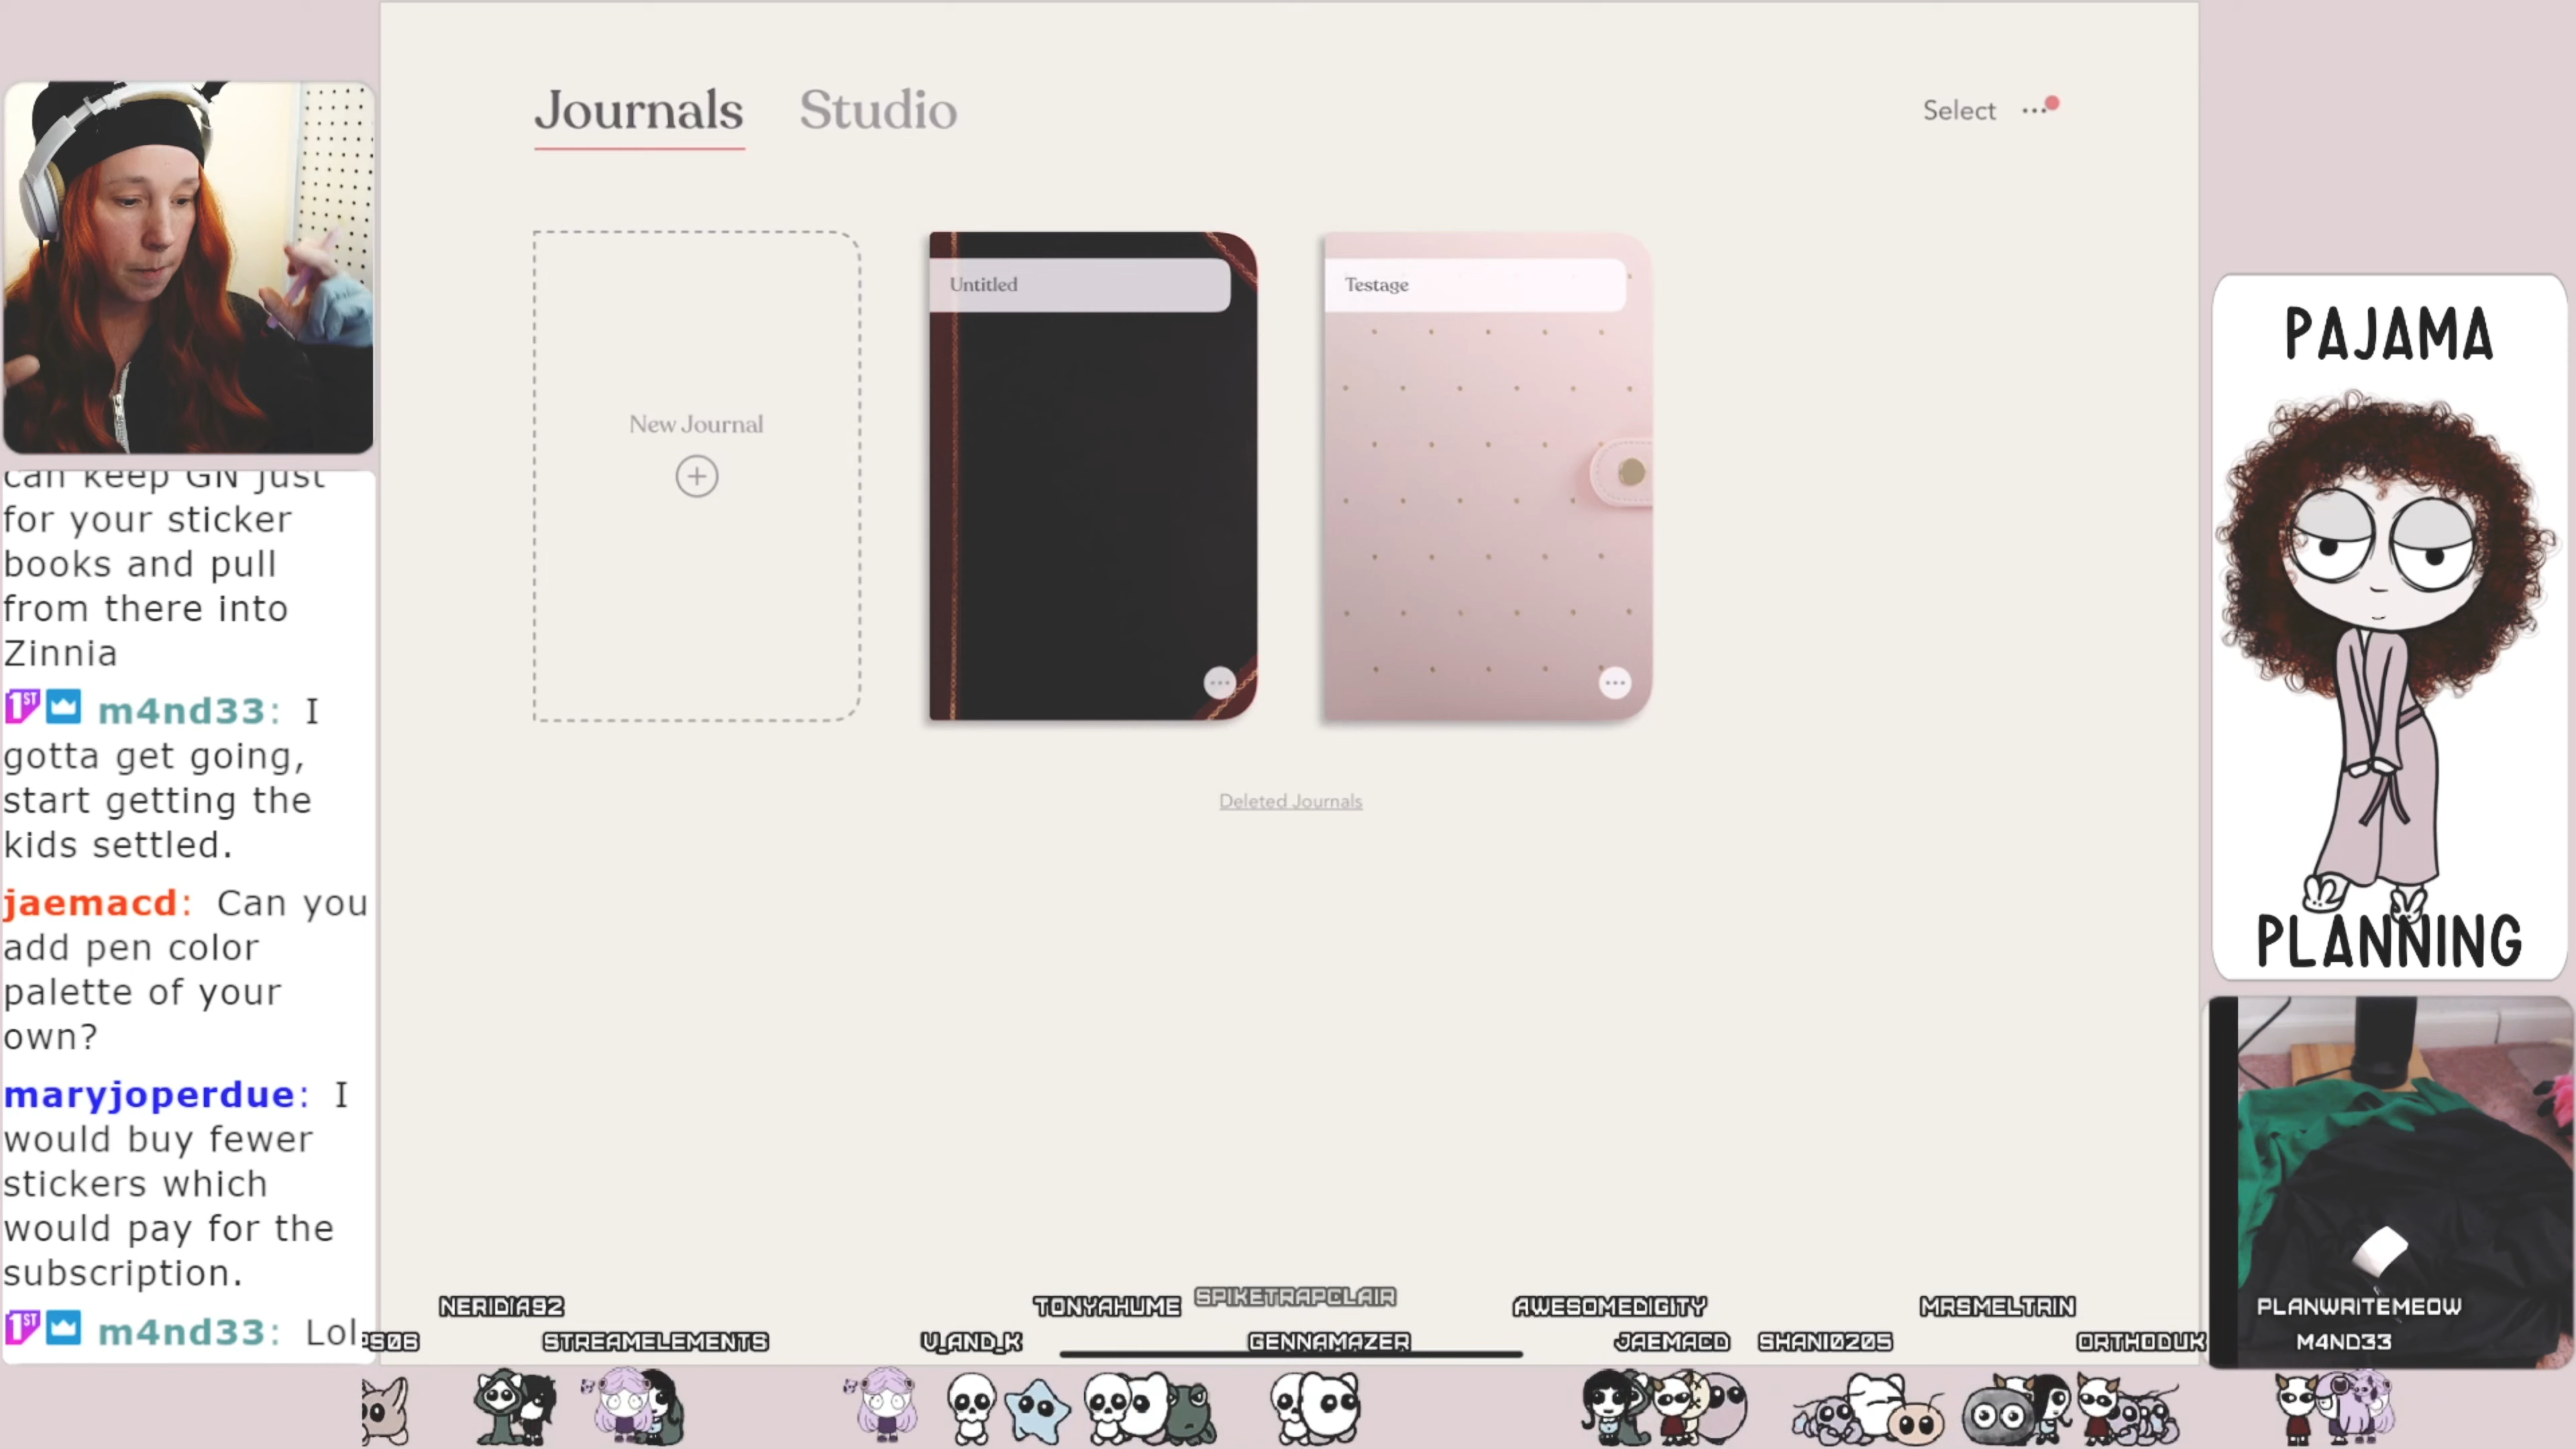 Journals Studio Select
Untitled
Testage
New Journal
Deleted Journals
can keep GN just
for your sticker
books and pull
from there into
Zinnia
1ST m4nd33: I
gotta get going,
start getting the
kids settled.
jaemacd: Can you
add pen color
palette of your
own?
maryjoperdue: I
would buy fewer
stickers which
would pay for the
subscription.
1ST m4nd33: Lol
PAJAMA
PLANNING
NERIDIA92
TONYAHUME
SPIKETRAPCLAIR
AWESOMEDIGITY
MRSMELTRIN
PLANWRITEMEOW
PS06
STREAMELEMENTS
V_AND_K
GENNAMAZER
JAEMACD
SHANI0205
ORTHODUK
M4ND33